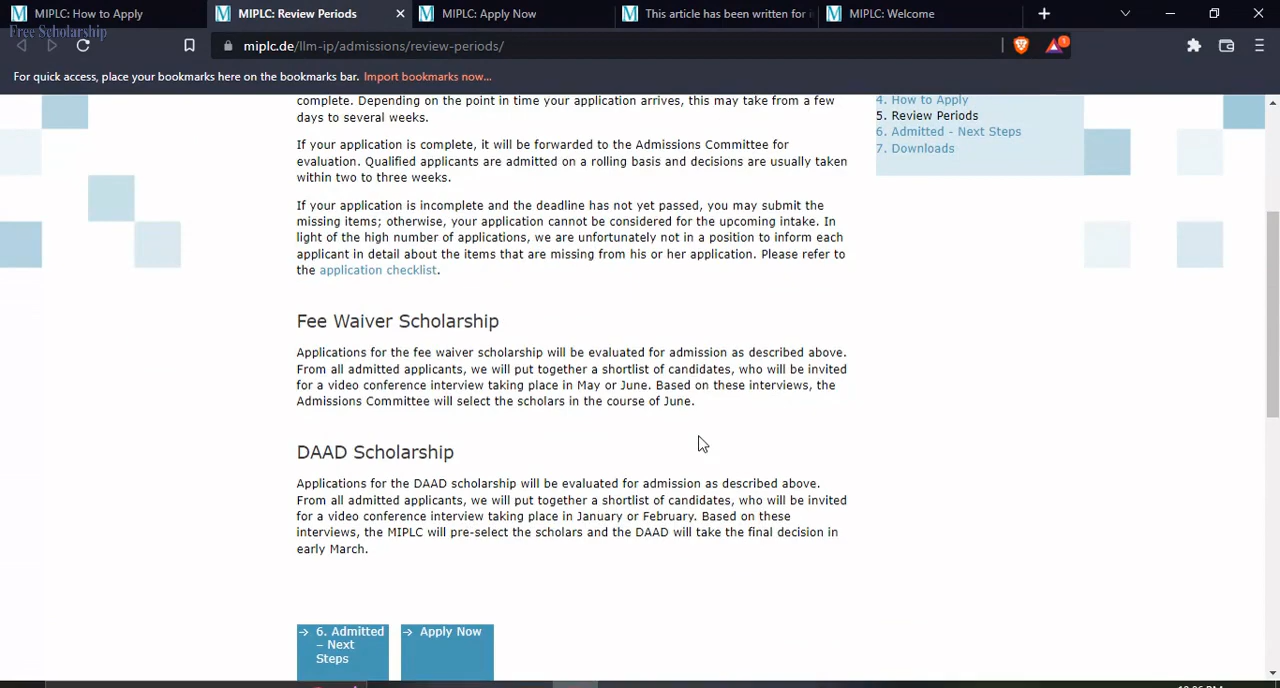 MIPLC: How to Apply
MIPLC: Review Periods
MIPLC: Apply Now
This article has been written for
MIPLC: Welcome
Free Scholarship
miplc.de/llm-ip/admissions/review-periods/
For quick access, place your bookmarks here on the bookmarks bar. Import bookmarks now...
complete. Depending on the point in time your application arrives, this may take from a few
days to several weeks.
If your application is complete, it will be forwarded to the Admissions Committee for
evaluation. Qualified applicants are admitted on a rolling basis and decisions are usually taken
within two to three weeks.
If your application is incomplete and the deadline has not yet passed, you may submit the
missing items; otherwise, your application cannot be considered for the upcoming intake. In
light of the high number of applications, we are unfortunately not in a position to inform each
applicant in detail about the items that are missing from his or her application. Please refer to
the application checklist.
Fee Waiver Scholarship
Applications for the fee waiver scholarship will be evaluated for admission as described above.
From all admitted applicants, we will put together a shortlist of candidates, who will be invited
for a video conference interview taking place in May or June. Based on these interviews, the
Admissions Committee will select the scholars in the course of June.
DAAD Scholarship
Applications for the DAAD scholarship will be evaluated for admission as described above.
From all admitted applicants, we will put together a shortlist of candidates, who will be invited
for a video conference interview taking place in January or February. Based on these
interviews, the MIPLC will pre-select the scholars and the DAAD will take the final decision in
early March.
→ 6. Admitted
– Next
Steps
→ Apply Now
4. How to Apply
5. Review Periods
6. Admitted - Next Steps
7. Downloads